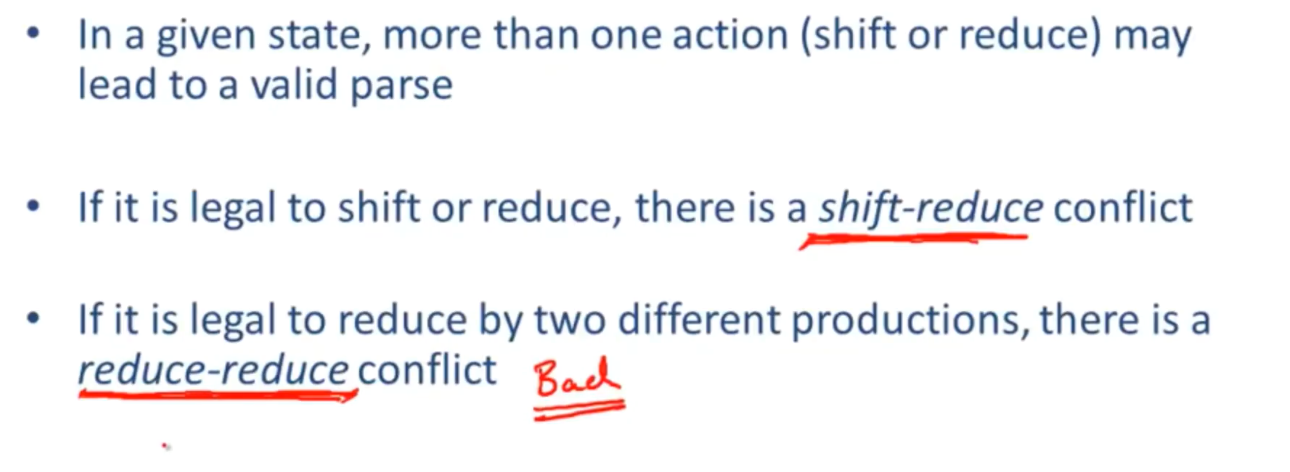 • In a given state, more than one action (shift or reduce) may
lead to a valid parse
• If it is legal to shift or reduce, there is a shift-reduce conflict
• If it is legal to reduce by two different productions, there is a
reduce-reduce conflict Bad